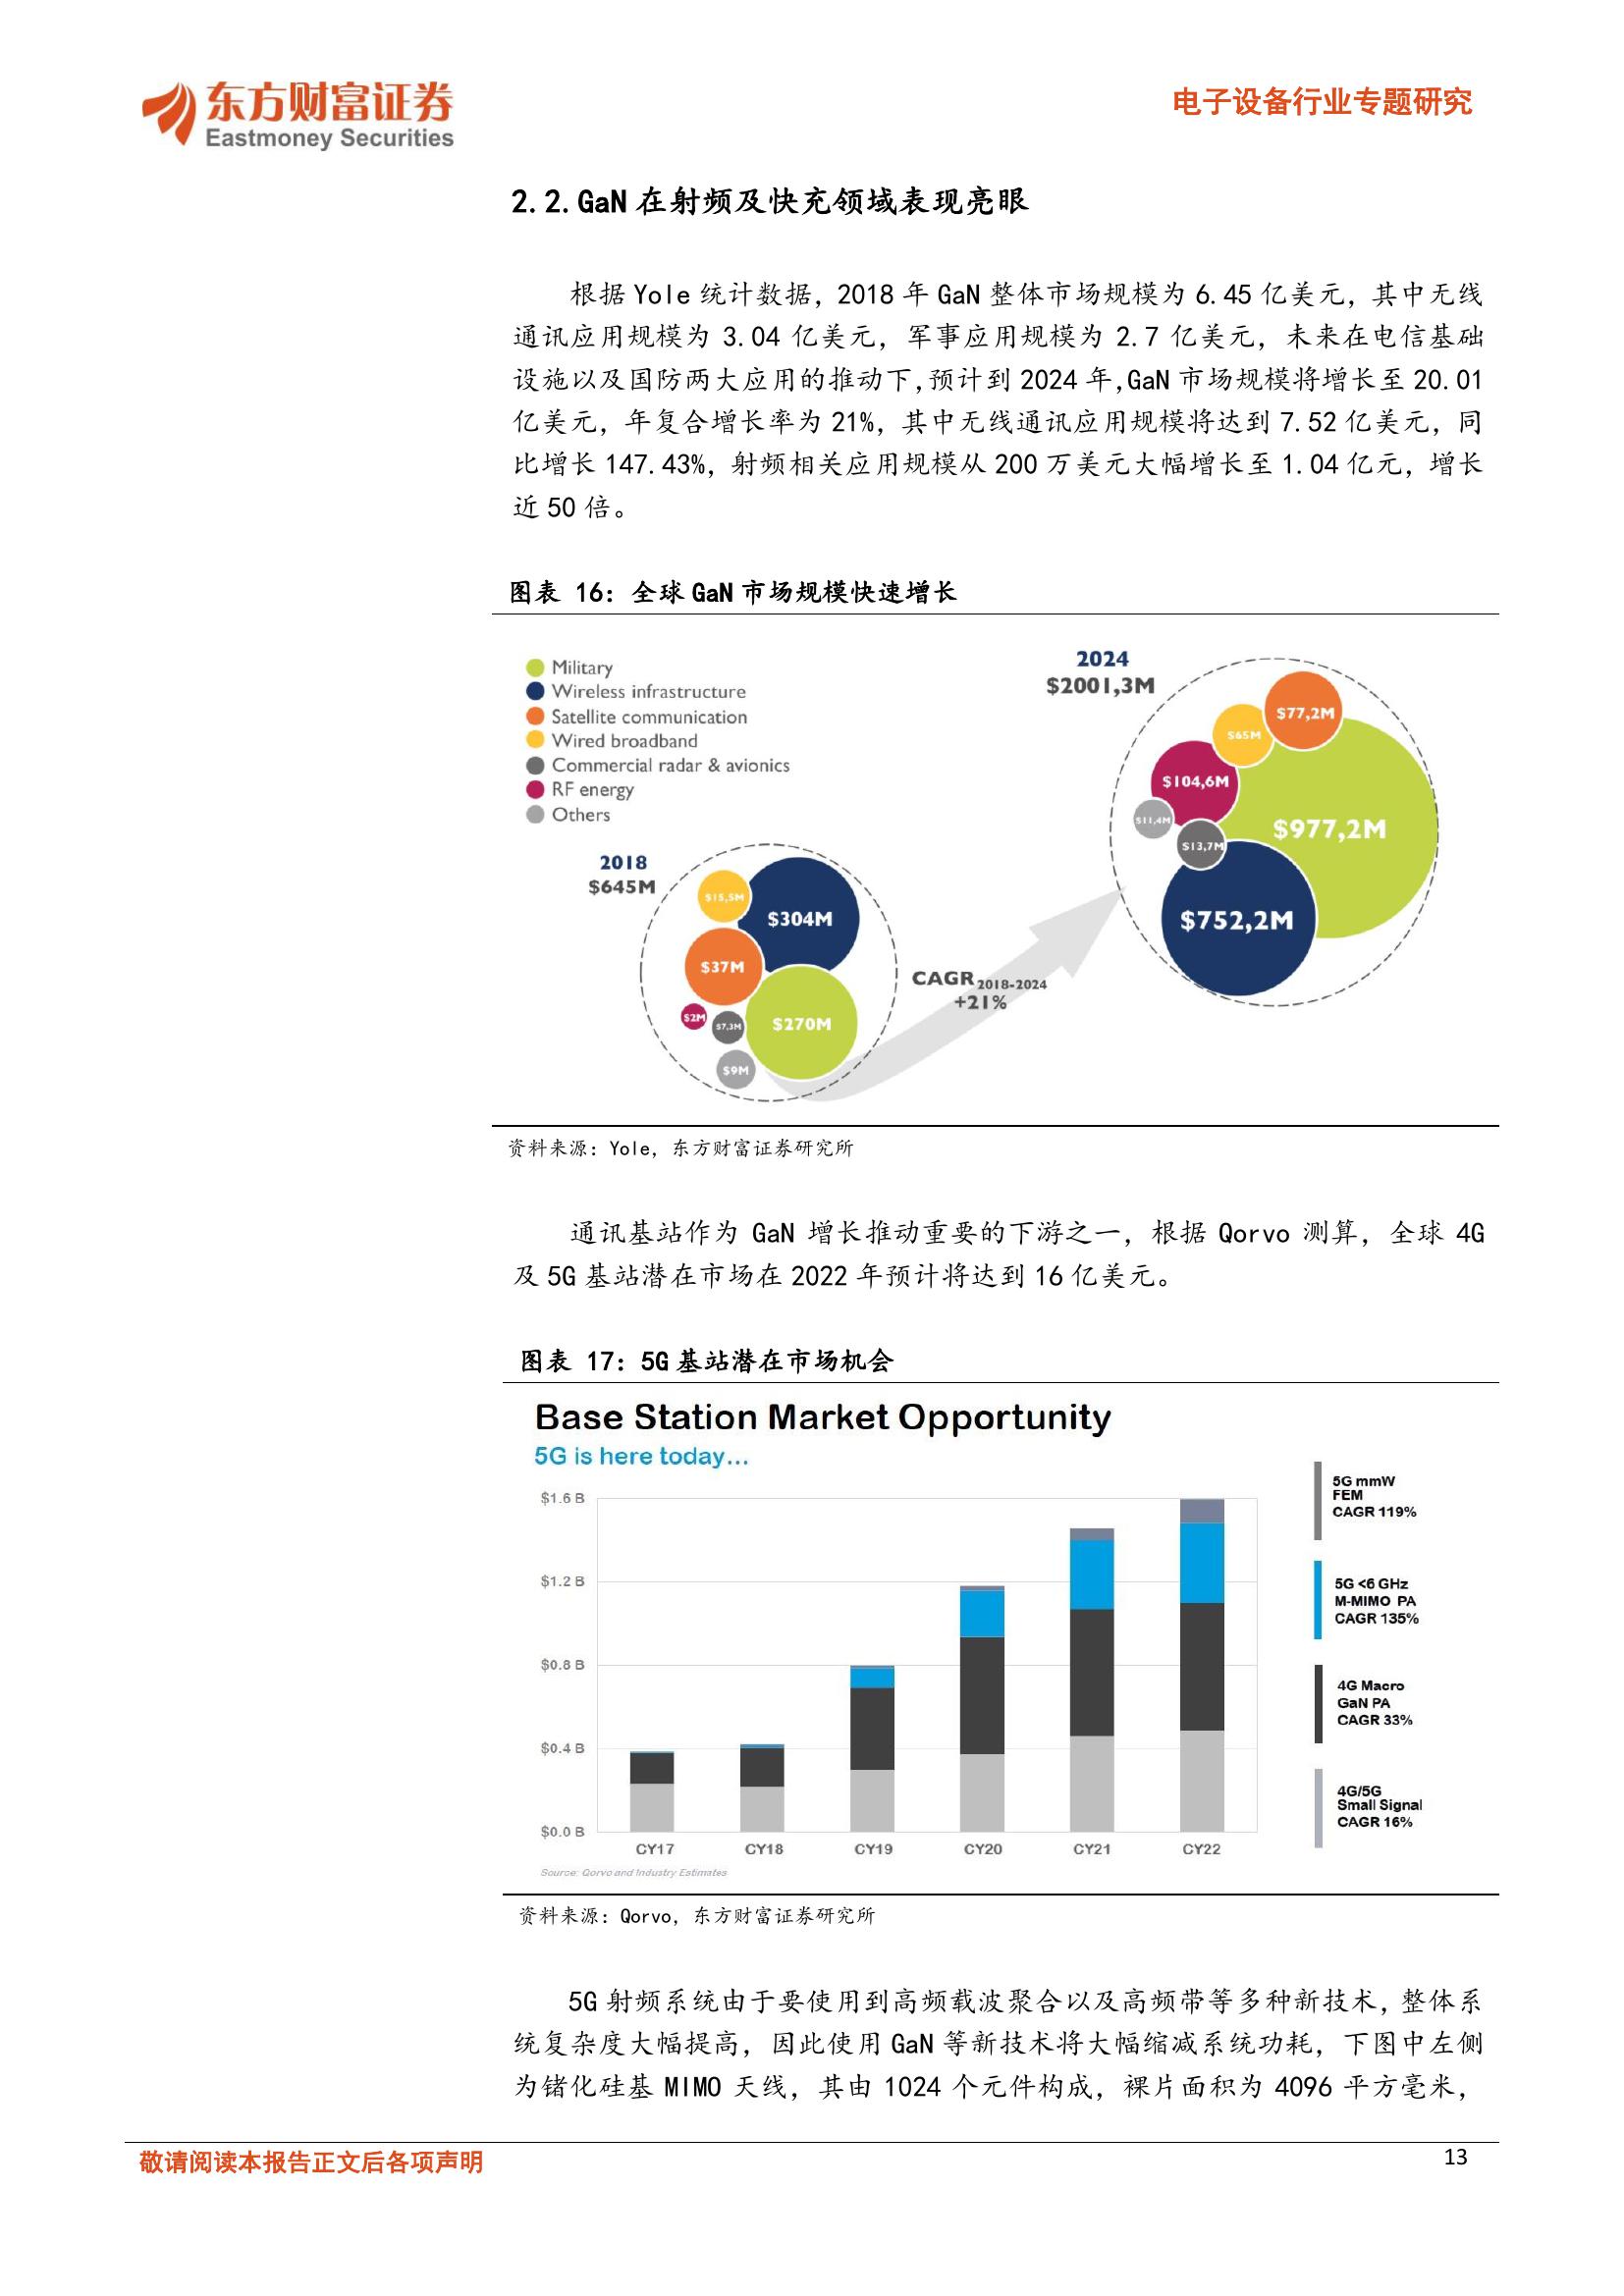 东方财富证券
Eastmoney Securities
电子设备行业专题研究
2.2.GaN 在射频及快充领域表现亮眼
根据 Yole 统计数据，2018 年 GaN 整体市场规模为 6.45 亿美元，其中无线
通讯应用规模为 3.04 亿美元，军事应用规模为 2.7 亿美元，未来在电信基础
设施以及国防两大应用的推动下，预计到 2024 年，GaN 市场规模将增长至 20.01
亿美元，年复合增长率为 21%，其中无线通讯应用规模将达到 7.52 亿美元，同
比增长 147.43%，射频相关应用规模从 200 万美元大幅增长至 1.04 亿元，增长
近 50 倍。
图表 16：全球 GaN 市场规模快速增长
Military
Wireless infrastructure
Satellite communication
Wired broadband
Commercial radar & avionics
RF energy
Others
2018
$645M
$15,5M
$304M
$37M
$2M
$7,3M
$270M
$9M
CAGR 2018-2024
+21%
2024
$2001,3M
$77,2M
$65M
$104,6M
$11,4M
$13,7M
$977,2M
$752,2M
资料来源：Yole，东方财富证券研究所
通讯基站作为 GaN 增长推动重要的下游之一，根据 Qorvo 测算，全球 4G
及 5G 基站潜在市场在 2022 年预计将达到 16 亿美元。
图表 17：5G 基站潜在市场机会
Base Station Market Opportunity
5G is here today...
$1.6 B
$1.2 B
$0.8 B
$0.4 B
$0.0 B
CY17 CY18 CY19 CY20 CY21 CY22
Source: Qorvo and Industry Estimates
5G mmW
FEM
CAGR 119%
5G <6 GHz
M-MIMO PA
CAGR 135%
4G Macro
GaN PA
CAGR 33%
4G/5G
Small Signal
CAGR 16%
资料来源：Qorvo，东方财富证券研究所
5G 射频系统由于要使用到高频载波聚合以及高频带等多种新技术，整体系
统复杂度大幅提高，因此使用 GaN 等新技术将大幅缩减系统功耗，下图中左侧
为锗化硅基 MIMO 天线，其由 1024 个元件构成，裸片面积为 4096 平方毫米，
敬请阅读本报告正文后各项声明
13